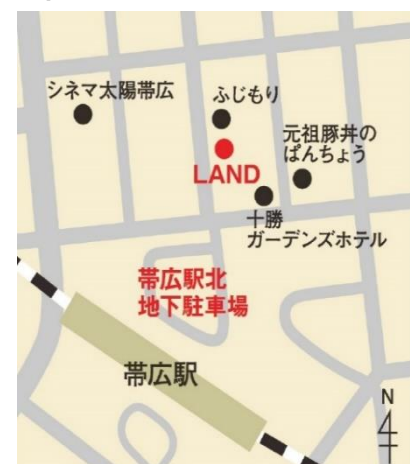 シネマ太陽帯広
ふじもり
元祖豚丼の
ぱんちょう
LAND
十勝
ガーデンズホテル
帯広駅北
地下駐車場
帯広駅
N